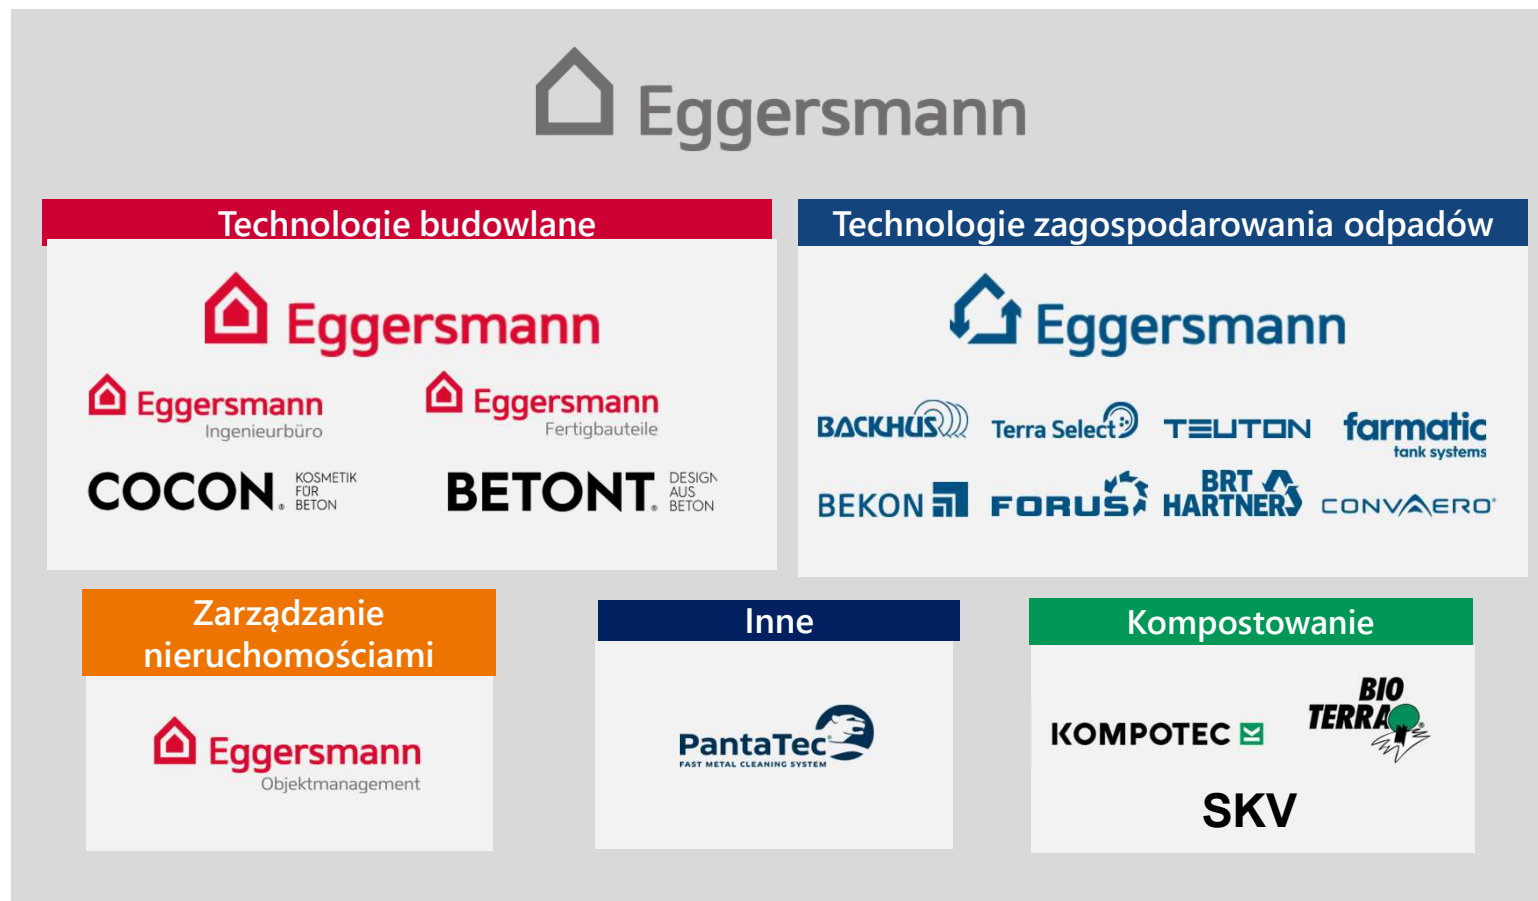 Eggersmann
Technologie budowlane
Eggersmann
Eggersmann
Ingenieurbüro
Eggersmann
Fertigbauteile
COCON®
KOSMETIK
FÜR
BETON
BETONT®
DESIGN
AUS
BETON
Technologie zagospodarowania odpadów
Eggersmann
BACKHUS
Terra Select
TEUTON
farmatic
tank systems
BEKON
FORUS
BRT
HARTNER
CONVAERO®
Zarządzanie
nieruchomościami
Eggersmann
Objektmanagement
Inne
PantaTec
FAST METAL CLEANING SYSTEM
Kompostowanie
KOMPOTEC
BIO
TERRA®
SKV